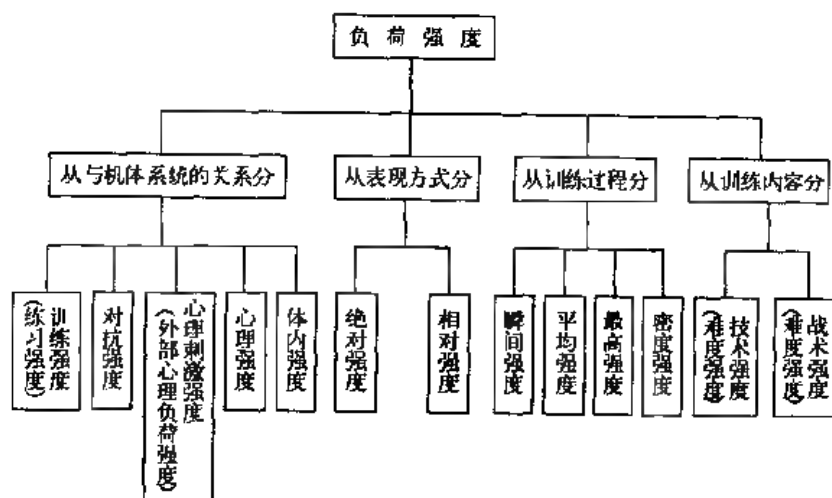 负荷强度
从与机体系统的关系分
从表现方式分
从训练过程分
从训练内容分
训练强度
(练习强度)
对抗强度
心理刺激强度
(外部心理负荷强度)
心理强度
体内强度
绝对强度
相对强度
瞬间强度
平均强度
最高强度
密度强度
技术强度
(难度强度)
战术强度
(难度强度)